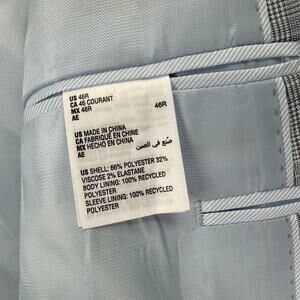 US 46R
CA 46 COURANT
MX 46R 46R
AE
US MADE IN CHINA
CA FABRIQUÉ EN CHINE
MX HECHO EN CHINA
AE صنع في الصين
US SHELL: 66% POLYESTER 32%
VISCOSE 2% ELASTANE
BODY LINING: 100% RECYCLED
POLYESTER
SLEEVE LINING: 100% RECYCLED
POLYESTER